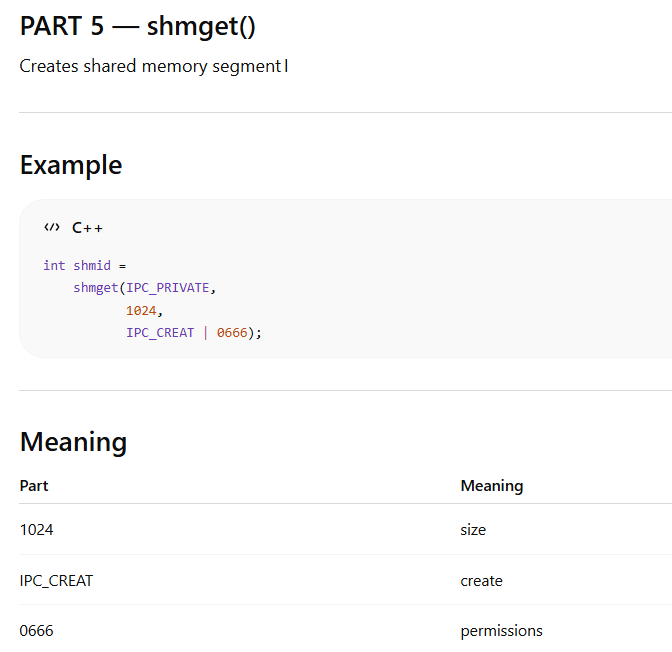 PART 5 — shmget()
Creates shared memory segment
Example
C++
int shmid =
    shmget(IPC_PRIVATE,
           1024,
           IPC_CREAT | 0666);
Meaning
Part Meaning
1024 size
IPC_CREAT create
0666 permissions